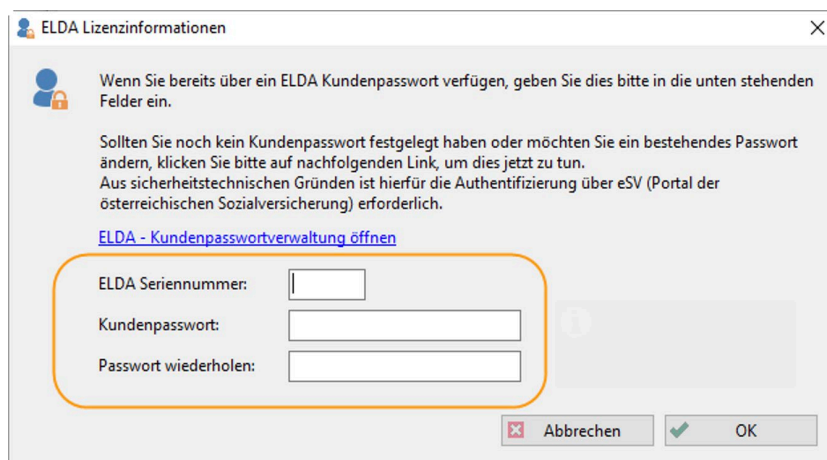 ELDA Lizenzinformationen
Wenn Sie bereits über ein ELDA Kundenpasswort verfügen, geben Sie dies bitte in die unten stehenden
Felder ein.
Sollten Sie noch kein Kundenpasswort festgelegt haben oder möchten Sie ein bestehendes Passwort
ändern, klicken Sie bitte auf nachfolgenden Link, um dies jetzt zu tun.
Aus sicherheitstechnischen Gründen ist hierfür die Authentifizierung über eSV (Portal der
österreichischen Sozialversicherung) erforderlich.
ELDA - Kundenpasswortverwaltung öffnen
ELDA Seriennummer:
Kundenpasswort:
Passwort wiederholen:
Abbrechen OK